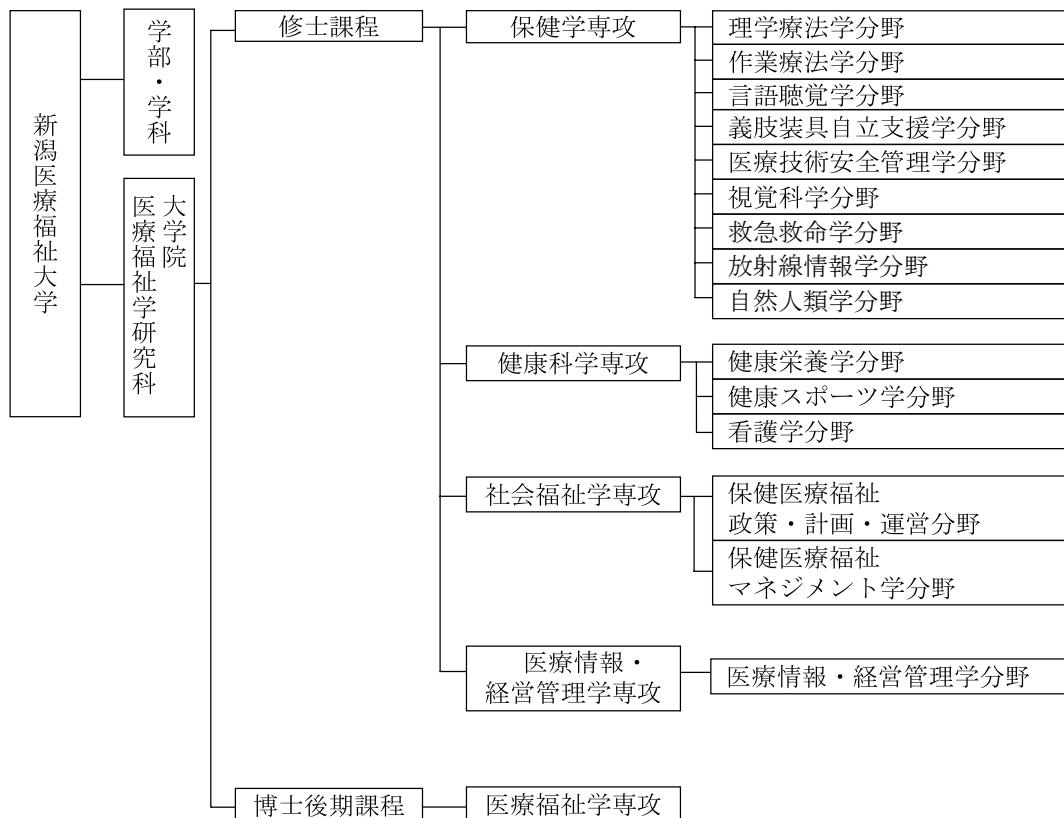 新潟医療福祉大学
学部・学科
大学院
医療福祉学研究科
修士課程
保健学専攻
理学療法学分野
作業療法学分野
言語聴覚学分野
義肢装具自立支援学分野
医療技術安全管理学分野
視覚科学分野
救急救命学分野
放射線情報学分野
自然人類学分野
健康科学専攻
健康栄養学分野
健康スポーツ学分野
看護学分野
社会福祉学専攻
保健医療福祉
政策・計画・運営分野
保健医療福祉
マネジメント学分野
医療情報・
経営管理学専攻
医療情報・経営管理学分野
博士後期課程
医療福祉学専攻